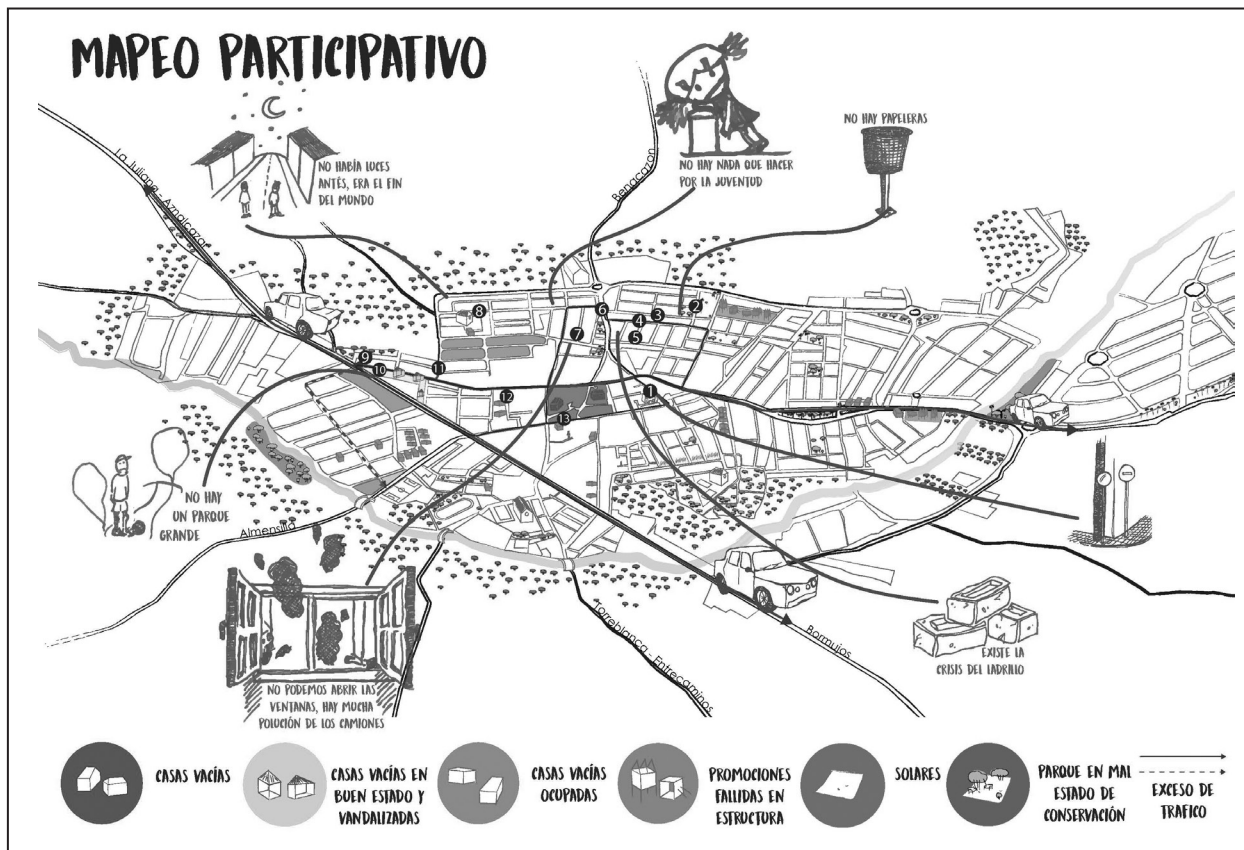 MAPEO PARTICIPATIVO
NO HABÍA LUCES
ANTÉS, ERA EL FIN
DEL MUNDO
NO HAY NADA QUE HACER
POR LA JUVENTUD
NO HAY PAPELERAS
La Juliana - Aznalcazar
Benacazon
8
6
3
2
4
7
5
9
10
11
12
1
13
NO HAY
UN PARQUE
GRANDE
Almensilla
Torreblanca - Entrecaminos
Bormujos
NO PODEMOS ABRIR LAS
VENTANAS, HAY MUCHA
POLUCIÓN DE LOS CAMIONES
EXISTE LA
CRISIS DEL LADRILLO
CASAS VACÍAS
CASAS VACÍAS EN
BUEN ESTADO Y
VANDALIZADAS
CASAS VACÍAS
OCUPADAS
PROMOCIONES
FALLIDAS EN
ESTRUCTURA
SOLARES
PARQUE EN MAL
ESTADO DE
CONSERVACIÓN
EXCESO DE
TRAFICO